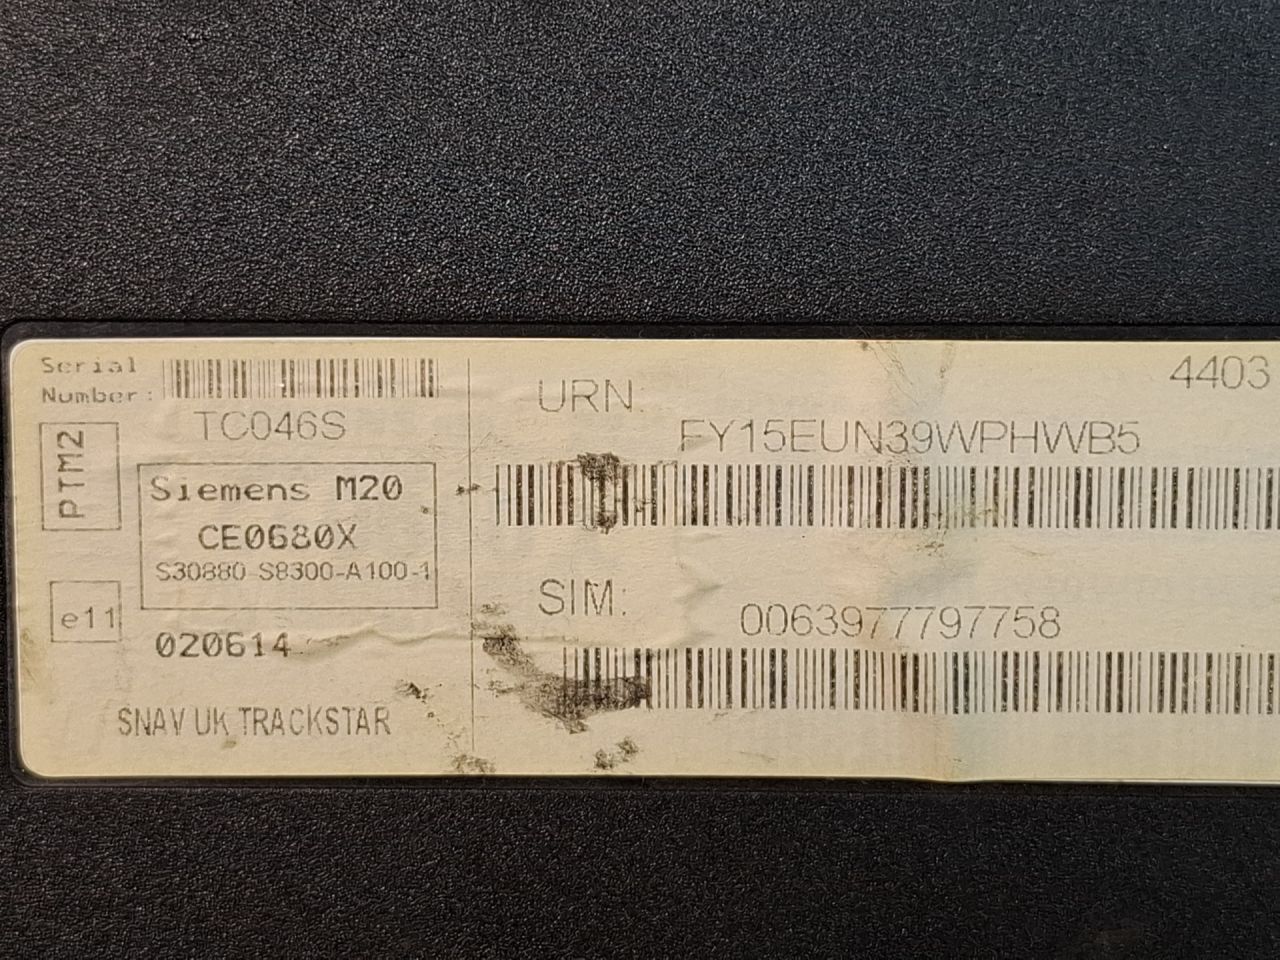 Serial
Number:
TC046S
PTM2
Siemens M20
CE0680X
S30880 S8300-A100-1
e11
020614
SNAV UK TRACKSTAR
4403
URN:
FY15EUN39WPHWB5
SIM:
0063977797758